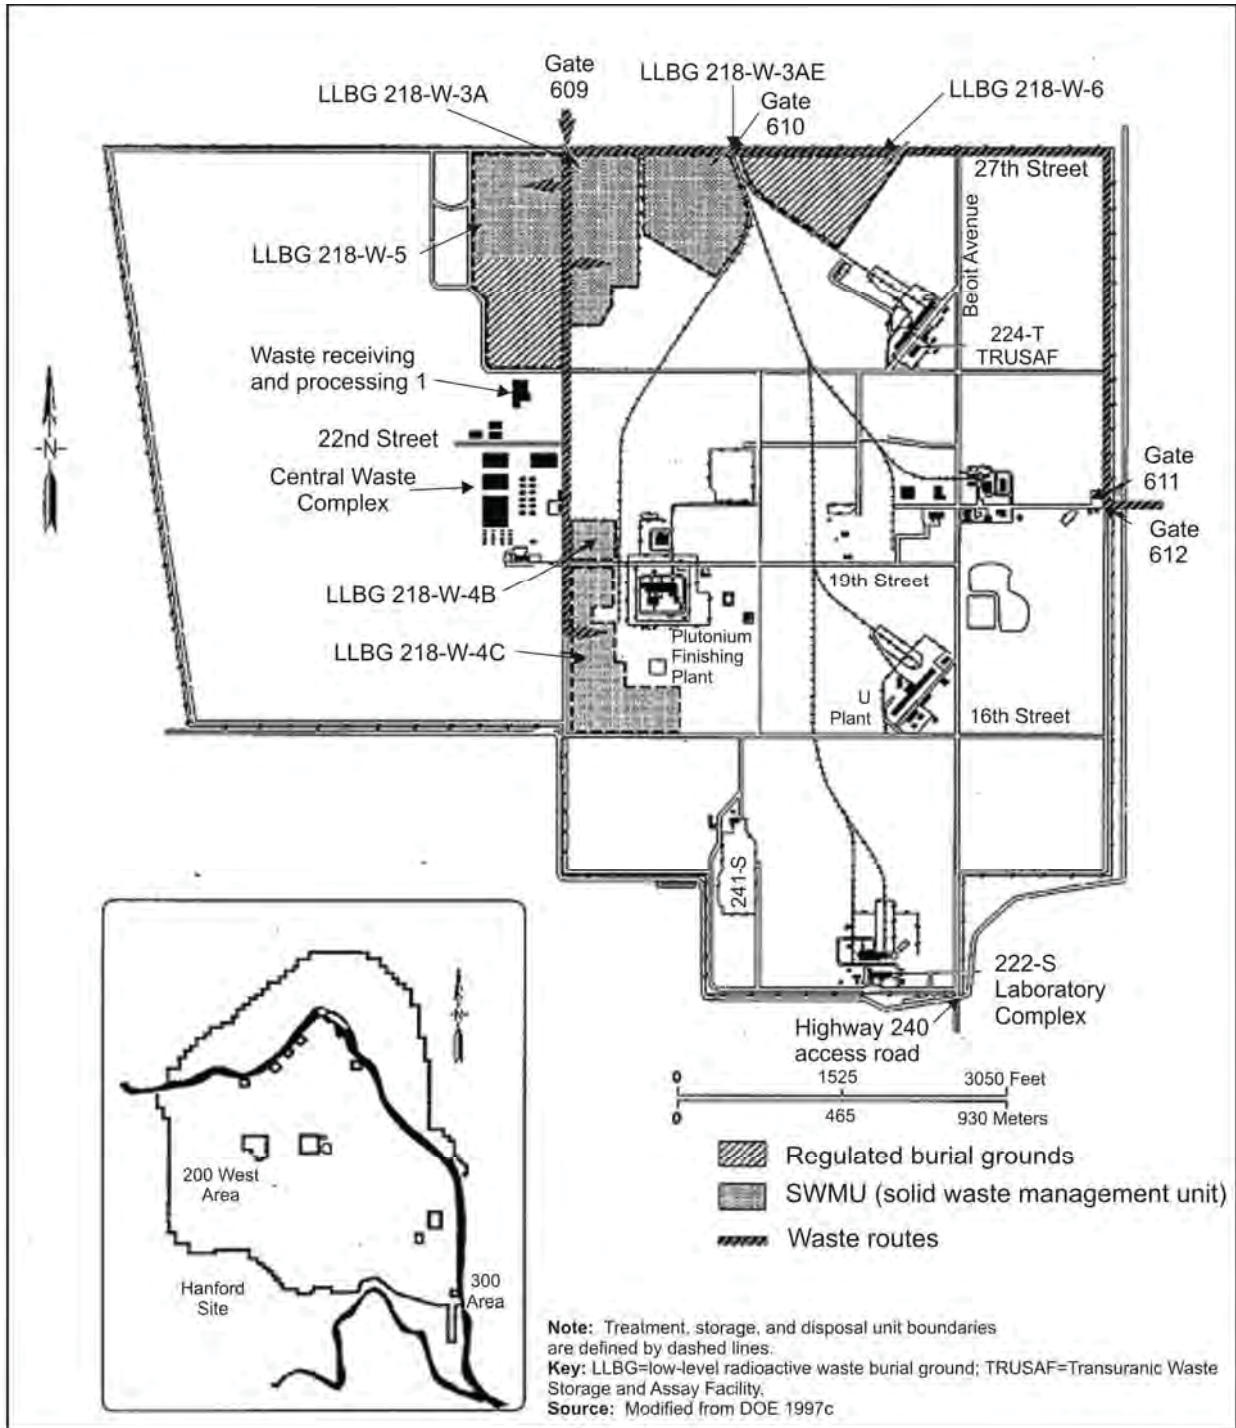 Gate
609
LLBG 218-W-3AE
LLBG 218-W-3A
Gate
610
LLBG 218-W-6
27th Street
Beloit Avenue
LLBG 218-W-5
224-T
TRUSAF
Waste receiving
and processing 1
22nd Street
Central Waste
Complex
N
Gate
611
Gate
612
LLBG 218-W-4B
19th Street
LLBG 218-W-4C
Plutonium
Finishing
Plant
U
Plant
16th Street
241-S
222-S
Laboratory
Complex
Highway 240
access road
0 1525 3050 Feet
0 465 930 Meters
Regulated burial grounds
SWMU (solid waste management unit)
Waste routes
N
200 West
Area
Hanford
Site
300
Area
Note: Treatment, storage, and disposal unit boundaries
are defined by dashed lines.
Key: LLBG=low-level radioactive waste burial ground; TRUSAF=Transuranic Waste
Storage and Assay Facility.
Source: Modified from DOE 1997c